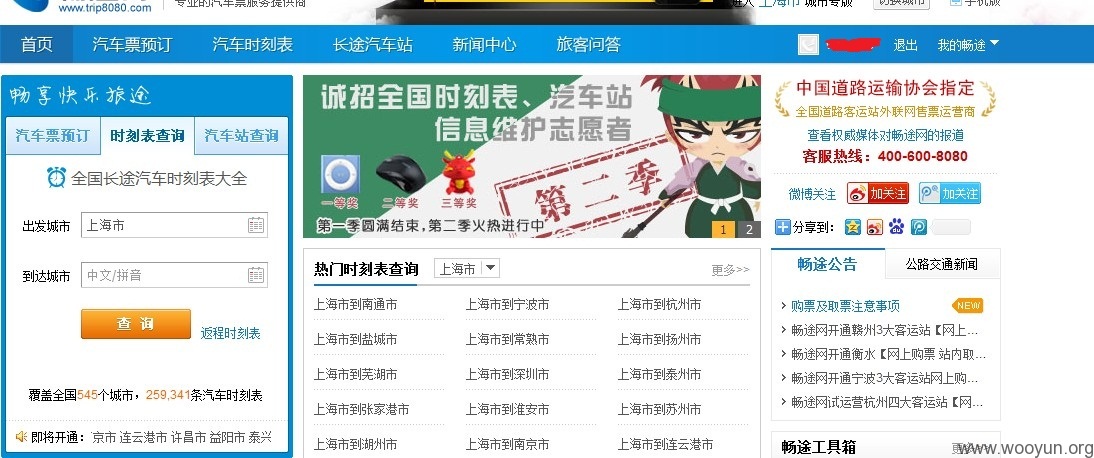 www.trip8080.com
专业的汽车票服务提供商
进入 上海市 城市专版
切换城市
手机版
首页 汽车票预订 汽车时刻表 长途汽车站 新闻中心 旅客问答
退出 我的畅途
畅享快乐旅途
汽车票预订 时刻表查询 汽车站查询
全国长途汽车时刻表大全
出发城市 上海市
到达城市 中文/拼音
查 询 返程时刻表
覆盖全国545个城市，259,341条汽车时刻表
即将开通： 京市 连云港市 许昌市 益阳市 泰兴
诚招全国时刻表、汽车站
信息维护志愿者
第二季
一等奖 二等奖 三等奖
第一季圆满结束，第二季火热进行中
1 2
热门时刻表查询 上海市 更多>>
上海市到南通市 上海市到宁波市 上海市到杭州市
上海市到盐城市 上海市到常熟市 上海市到扬州市
上海市到芜湖市 上海市到深圳市 上海市到泰州市
上海市到张家港市 上海市到淮安市 上海市到苏州市
上海市到湖州市 上海市到南京市 上海市到连云港市
中国道路运输协会指定
全国道路客运站外联网售票运营商
查看权威媒体对畅途网的报道
客服热线：400-600-8080
微博关注 加关注 加关注
分享到：
畅途公告 公路交通新闻
购票及取票注意事项 NEW
畅途网开通赣州3大客运站【网上...
畅途网开通衡水【网上购票 站内取...
畅途网开通宁波3大客运站网上购...
畅途网试运营杭州四大客运站【网...
畅途工具箱
www.wooyun.org